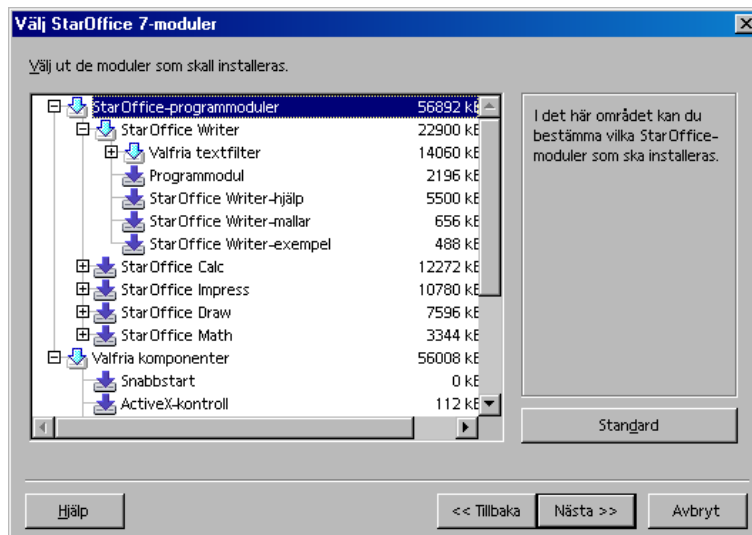 Välj StarOffice 7-moduler
Välj ut de moduler som skall installeras.
StarOffice-programmoduler 56892 kB
StarOffice Writer 22900 kB
Valfria textfilter 14060 kB
Programmodul 2196 kB
StarOffice Writer-hjälp 5500 kB
StarOffice Writer-mallar 656 kB
StarOffice Writer-exempel 488 kB
StarOffice Calc 12272 kB
StarOffice Impress 10780 kB
StarOffice Draw 7596 kB
StarOffice Math 3344 kB
Valfria komponenter 56008 kB
Snabbstart 0 kB
ActiveX-kontroll 112 kB
I det här området kan du
bestämma vilka StarOffice-
moduler som ska installeras.
Standard
Hjälp << Tillbaka Nästa >> Avbryt